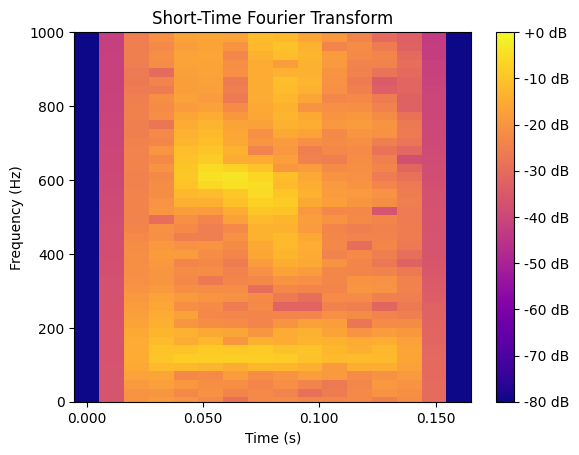 Short-Time Fourier Transform
Frequency (Hz)
1000
800
600
400
200
0
0.000
0.050
0.100
0.150
Time (s)
+0 dB
-10 dB
-20 dB
-30 dB
-40 dB
-50 dB
-60 dB
-70 dB
-80 dB